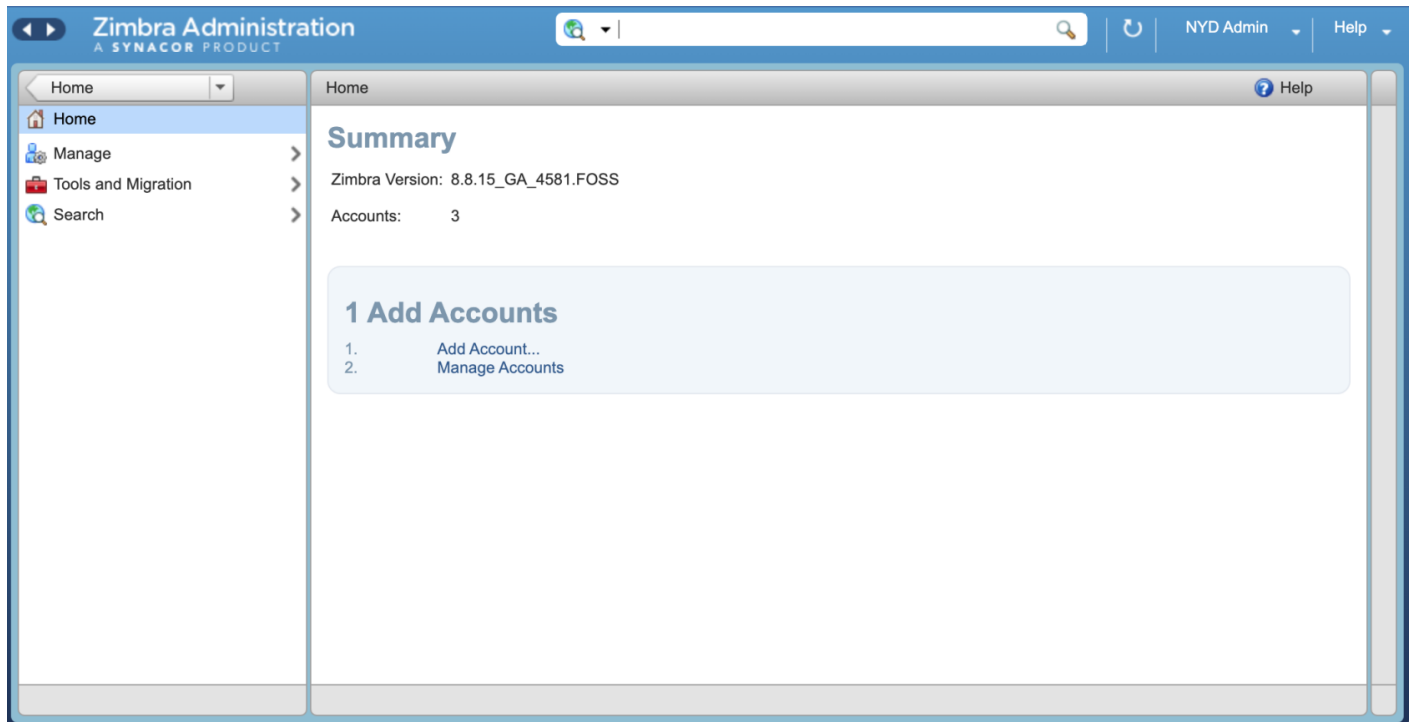 Zimbra Administration
A SYNACOR PRODUCT
NYD Admin
Help
Home
Home
Manage
Tools and Migration
Search
Home
Help
Summary
Zimbra Version: 8.8.15_GA_4581.FOSS
Accounts: 3
1 Add Accounts
1. Add Account...
2. Manage Accounts